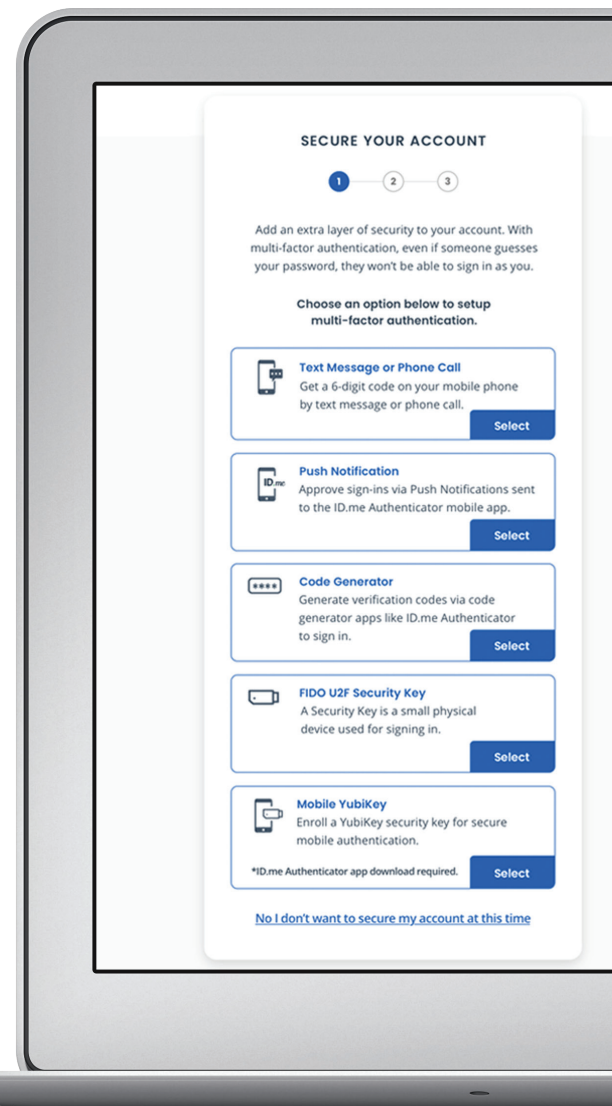 SECURE YOUR ACCOUNT
1 2 3
Add an extra layer of security to your account. With
multi-factor authentication, even if someone guesses
your password, they won't be able to sign in as you.
Choose an option below to setup
multi-factor authentication.
Text Message or Phone Call
Get a 6-digit code on your mobile phone
by text message or phone call.
Select
ID.me
Push Notification
Approve sign-ins via Push Notifications sent
to the ID.me Authenticator mobile app.
Select
****
Code Generator
Generate verification codes via code
generator apps like ID.me Authenticator
to sign in.
Select
FIDO U2F Security Key
A Security Key is a small physical
device used for signing in.
Select
Mobile YubiKey
Enroll a YubiKey security key for secure
mobile authentication.
*ID.me Authenticator app download required.
Select
No I don't want to secure my account at this time